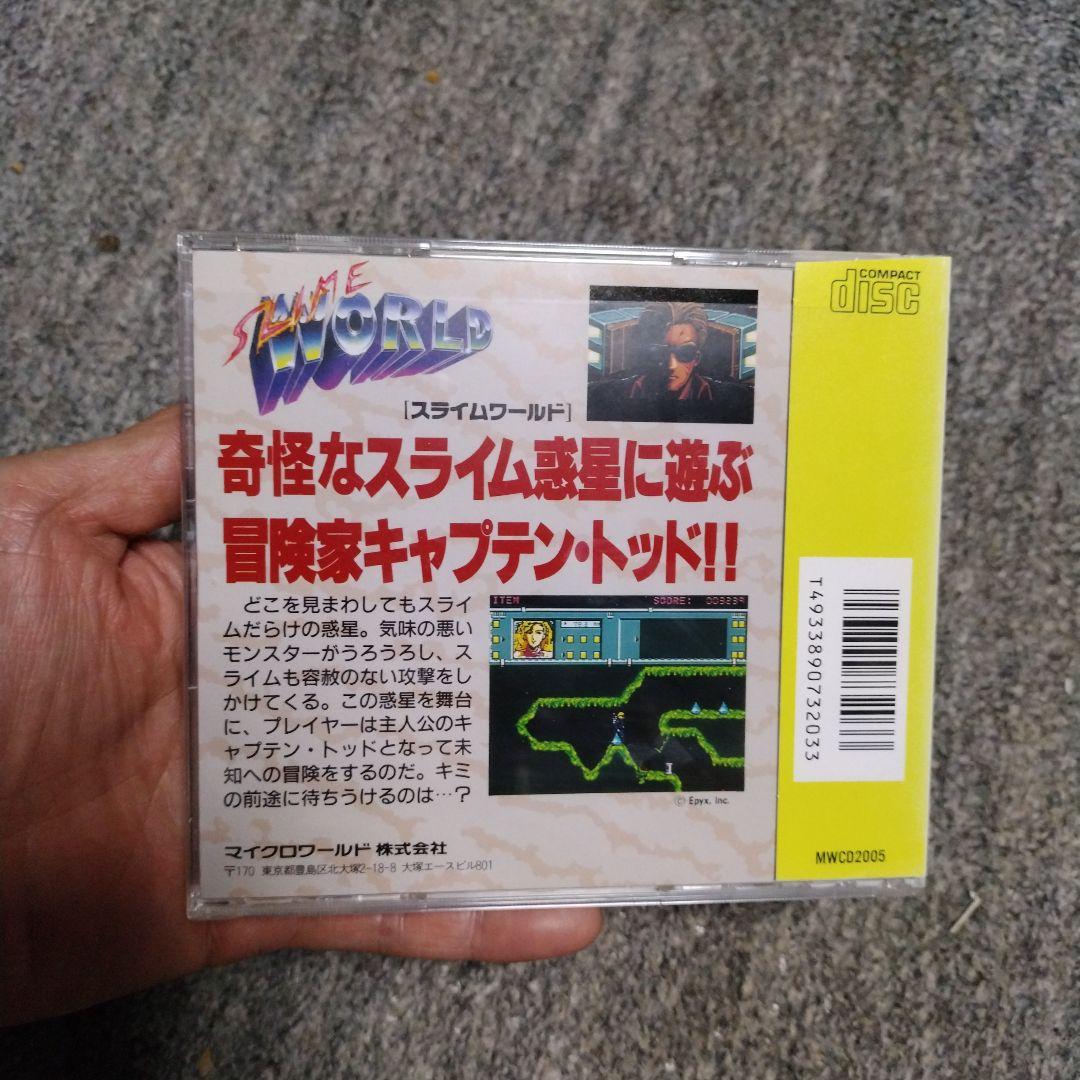 SLIME
WORLD
[スライムワールド]
COMPACT
disc
奇怪なスライム惑星に遊ぶ
冒険家キャプテン・トッド!!
どこを見まわしてもスライ
ムだらけの惑星。気味の悪い
モンスターがうろうろし、ス
ライムも容赦のない攻撃をし
かけてくる。この惑星を舞台
に、プレイヤーは主人公のキ
ャプテン・トッドとなって未
知への冒険をするのだ。キミ
の前途に待ちうけるのは…?
ITEM SCORE: 003239
© Epyx, Inc.
マイクロワールド株式会社
〒170 東京都豊島区北大塚2-18-8 大塚エースビル801
T4933890732033
MWCD2005